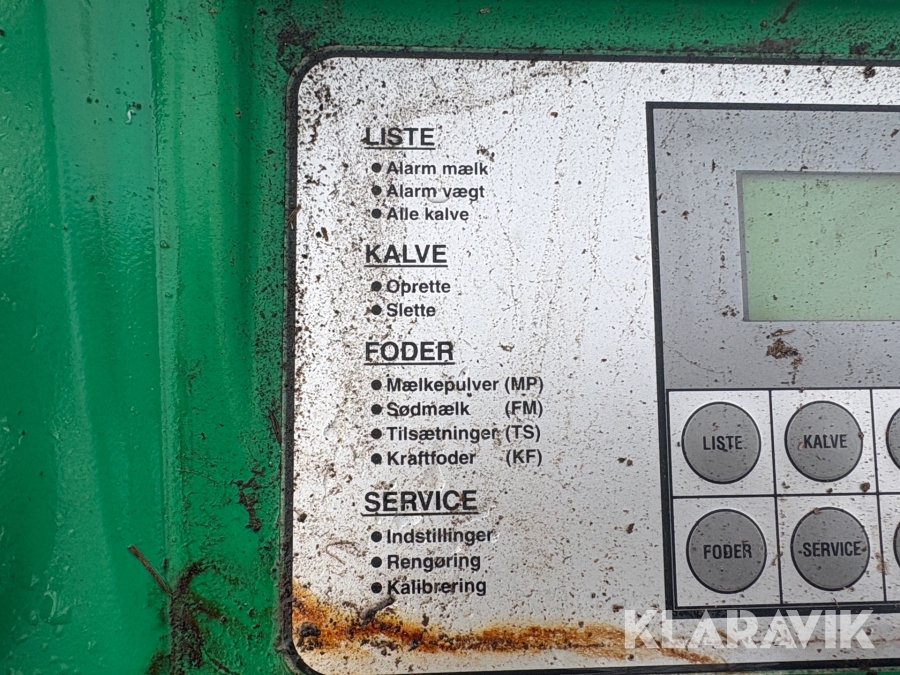 LISTE
• Alarm mælk
• Alarm vægt
• Alle kalve
KALVE
• Oprette
• Slette
FODER
• Mælkepulver (MP)
• Sødmælk (FM)
• Tilsætninger (TS)
• Kraftfoder (KF)
SERVICE
• Indstillinger
• Rengøring
• Kalibrering
LISTE KALVE
FODER SERVICE
KLARAVIK